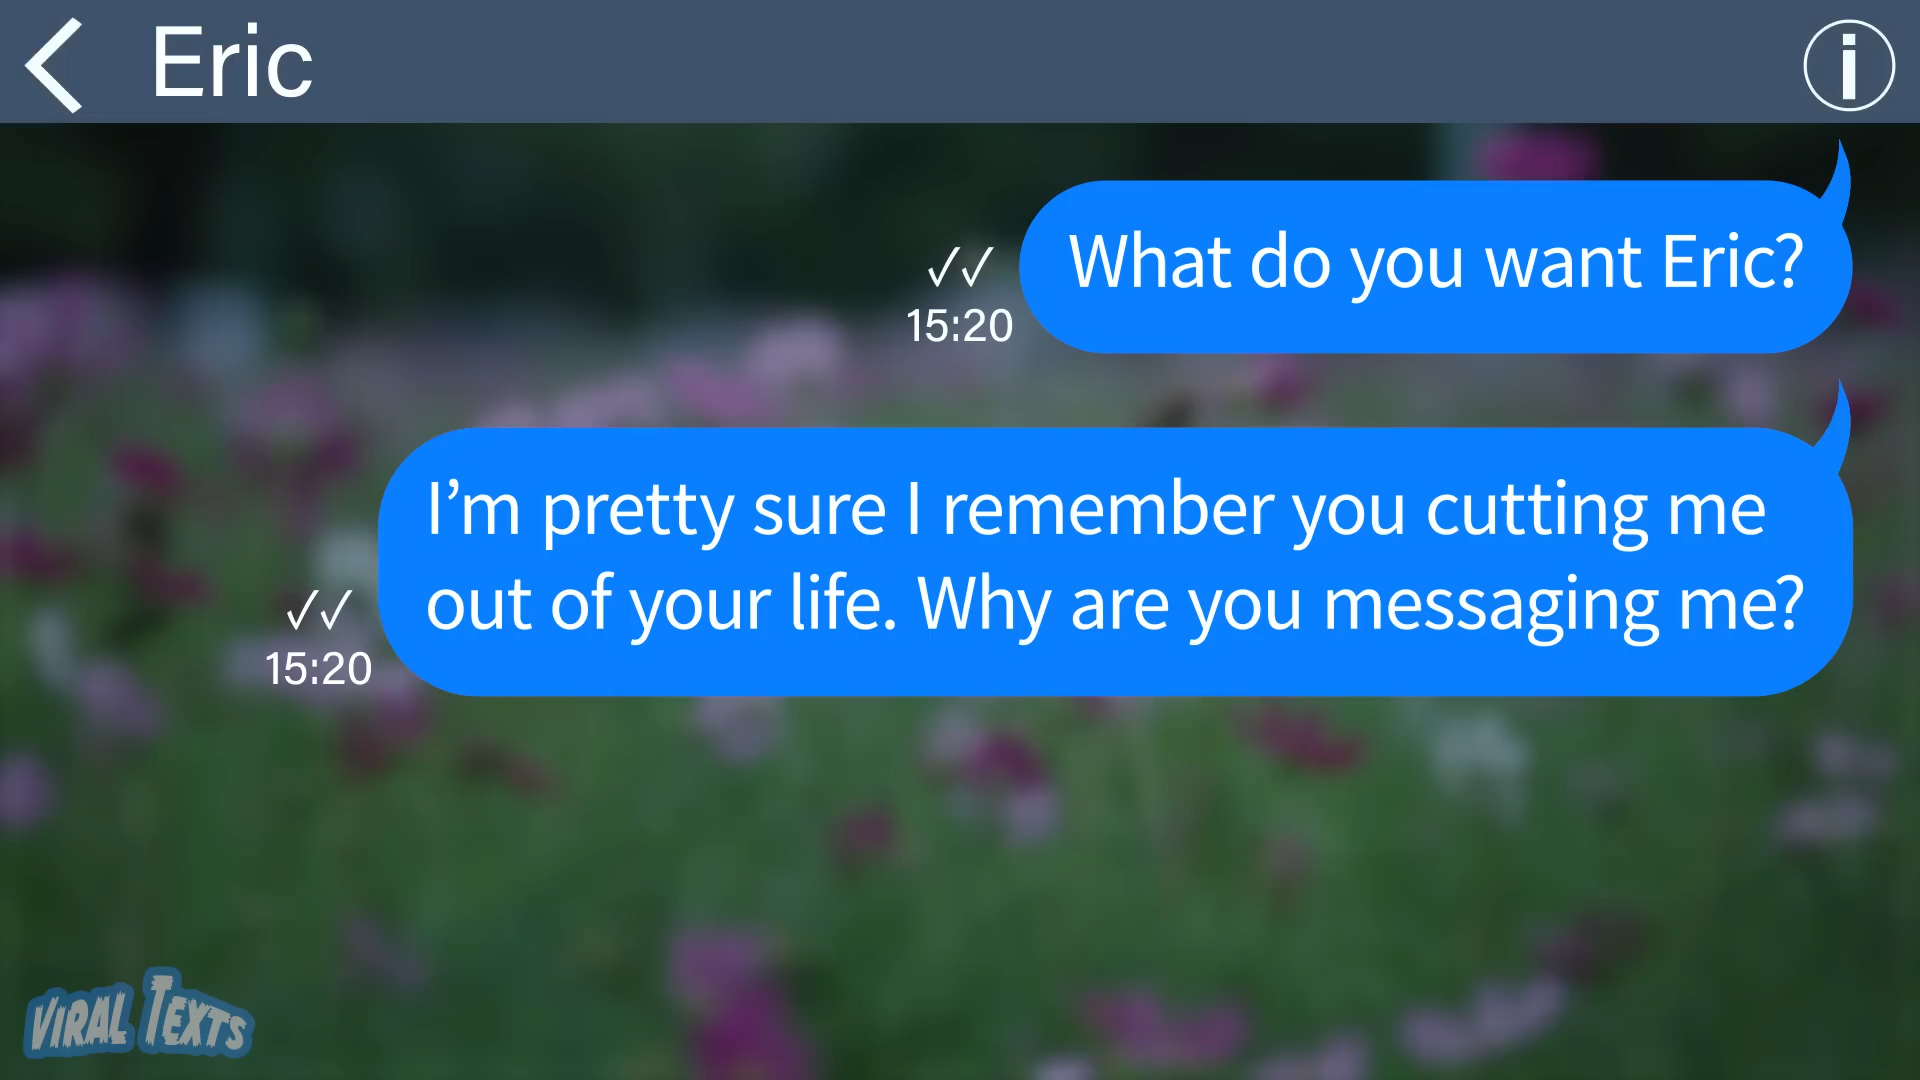 Eric
What do you want Eric?
15:20
I’m pretty sure I remember you cutting me
out of your life. Why are you messaging me?
15:20
VIRAL TEXTS